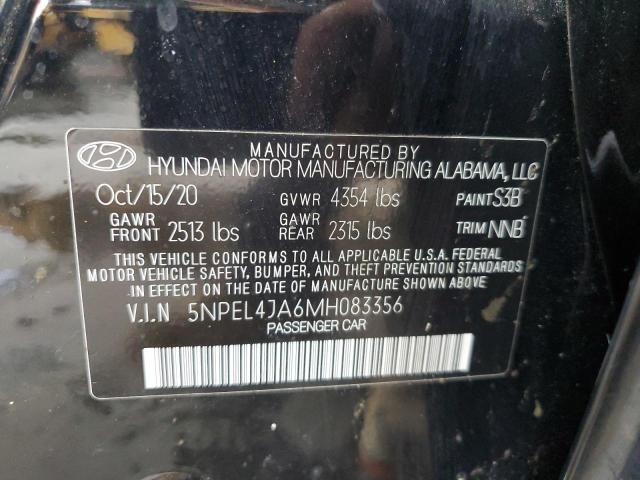 MANUFACTURED BY
HYUNDAI MOTOR MANUFACTURING ALABAMA, LLC
Oct/15/20 GVWR 4354 lbs PAINT S3B
GAWR FRONT 2513 lbs GAWR REAR 2315 lbs TRIM NNB
THIS VEHICLE CONFORMS TO ALL APPLICABLE U.S.A. FEDERAL
MOTOR VEHICLE SAFETY, BUMPER, AND THEFT PREVENTION STANDARDS
IN EFFECT ON THE DATE OF MANUFACTURE SHOWN ABOVE.
V.I.N 5NPEL4JA6MH083356
PASSENGER CAR